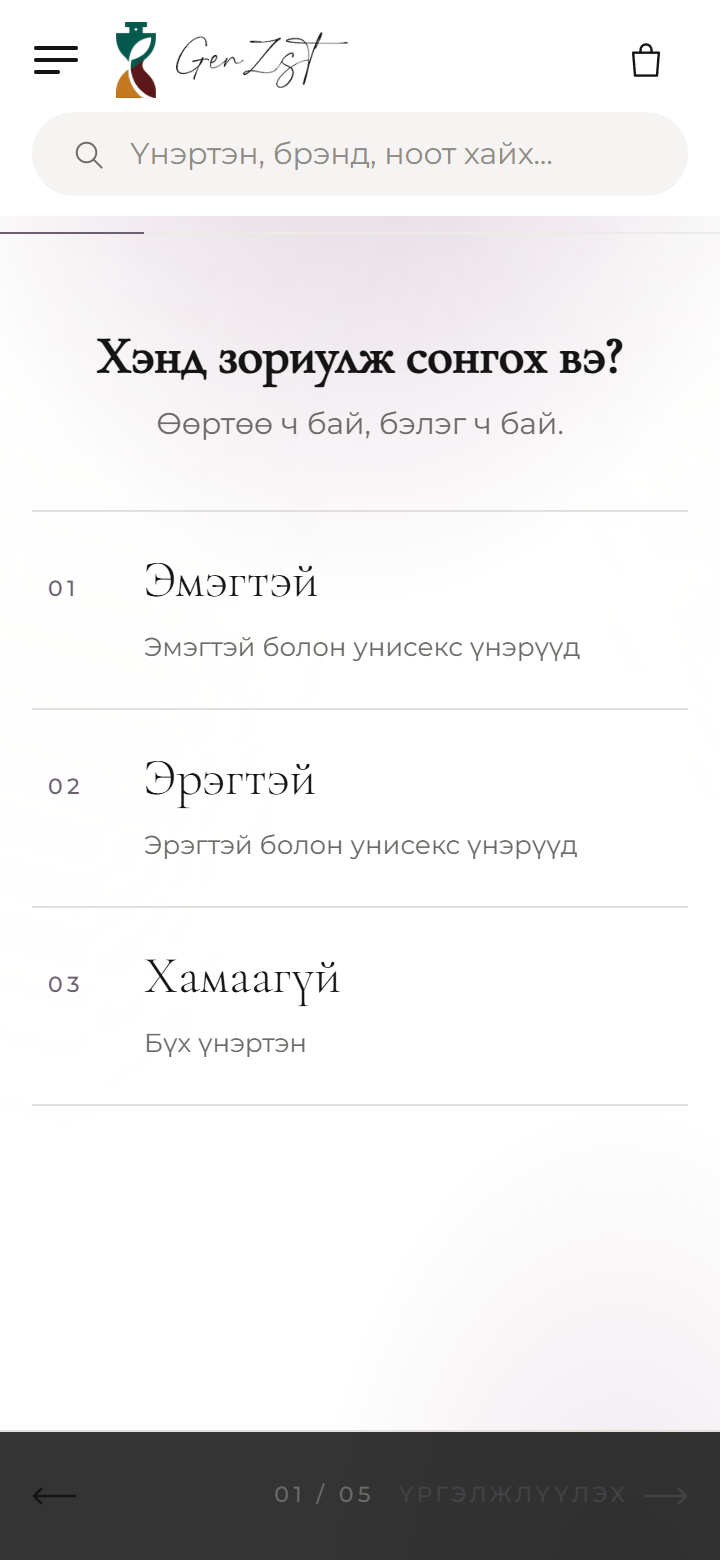 GenZsT
Үнэртэн, брэнд, ноот хайх...
Хэнд зориулж сонгох вэ?
Өөртөө ч бай, бэлэг ч бай.
01
Эмэгтэй
Эмэгтэй болон унисекс үнэрүүд
02
Эрэгтэй
Эрэгтэй болон унисекс үнэрүүд
03
Хамаагүй
Бүх үнэртэн
01 / 05 ҮРГЭЛЖЛҮҮЛЭХ